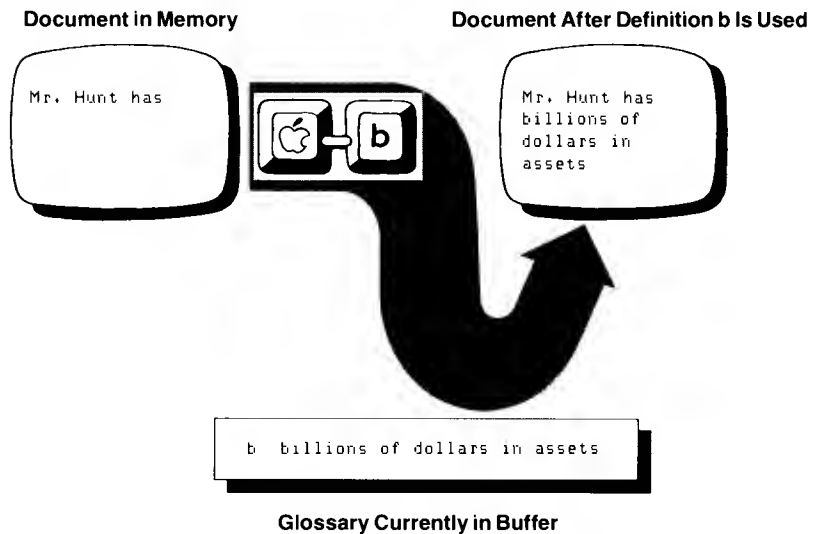 Document in Memory
Document After Definition b Is Used
Mr. Hunt has
b
Mr. Hunt has
billions of
dollars in
assets
b billions of dollars in assets
Glossary Currently in Buffer